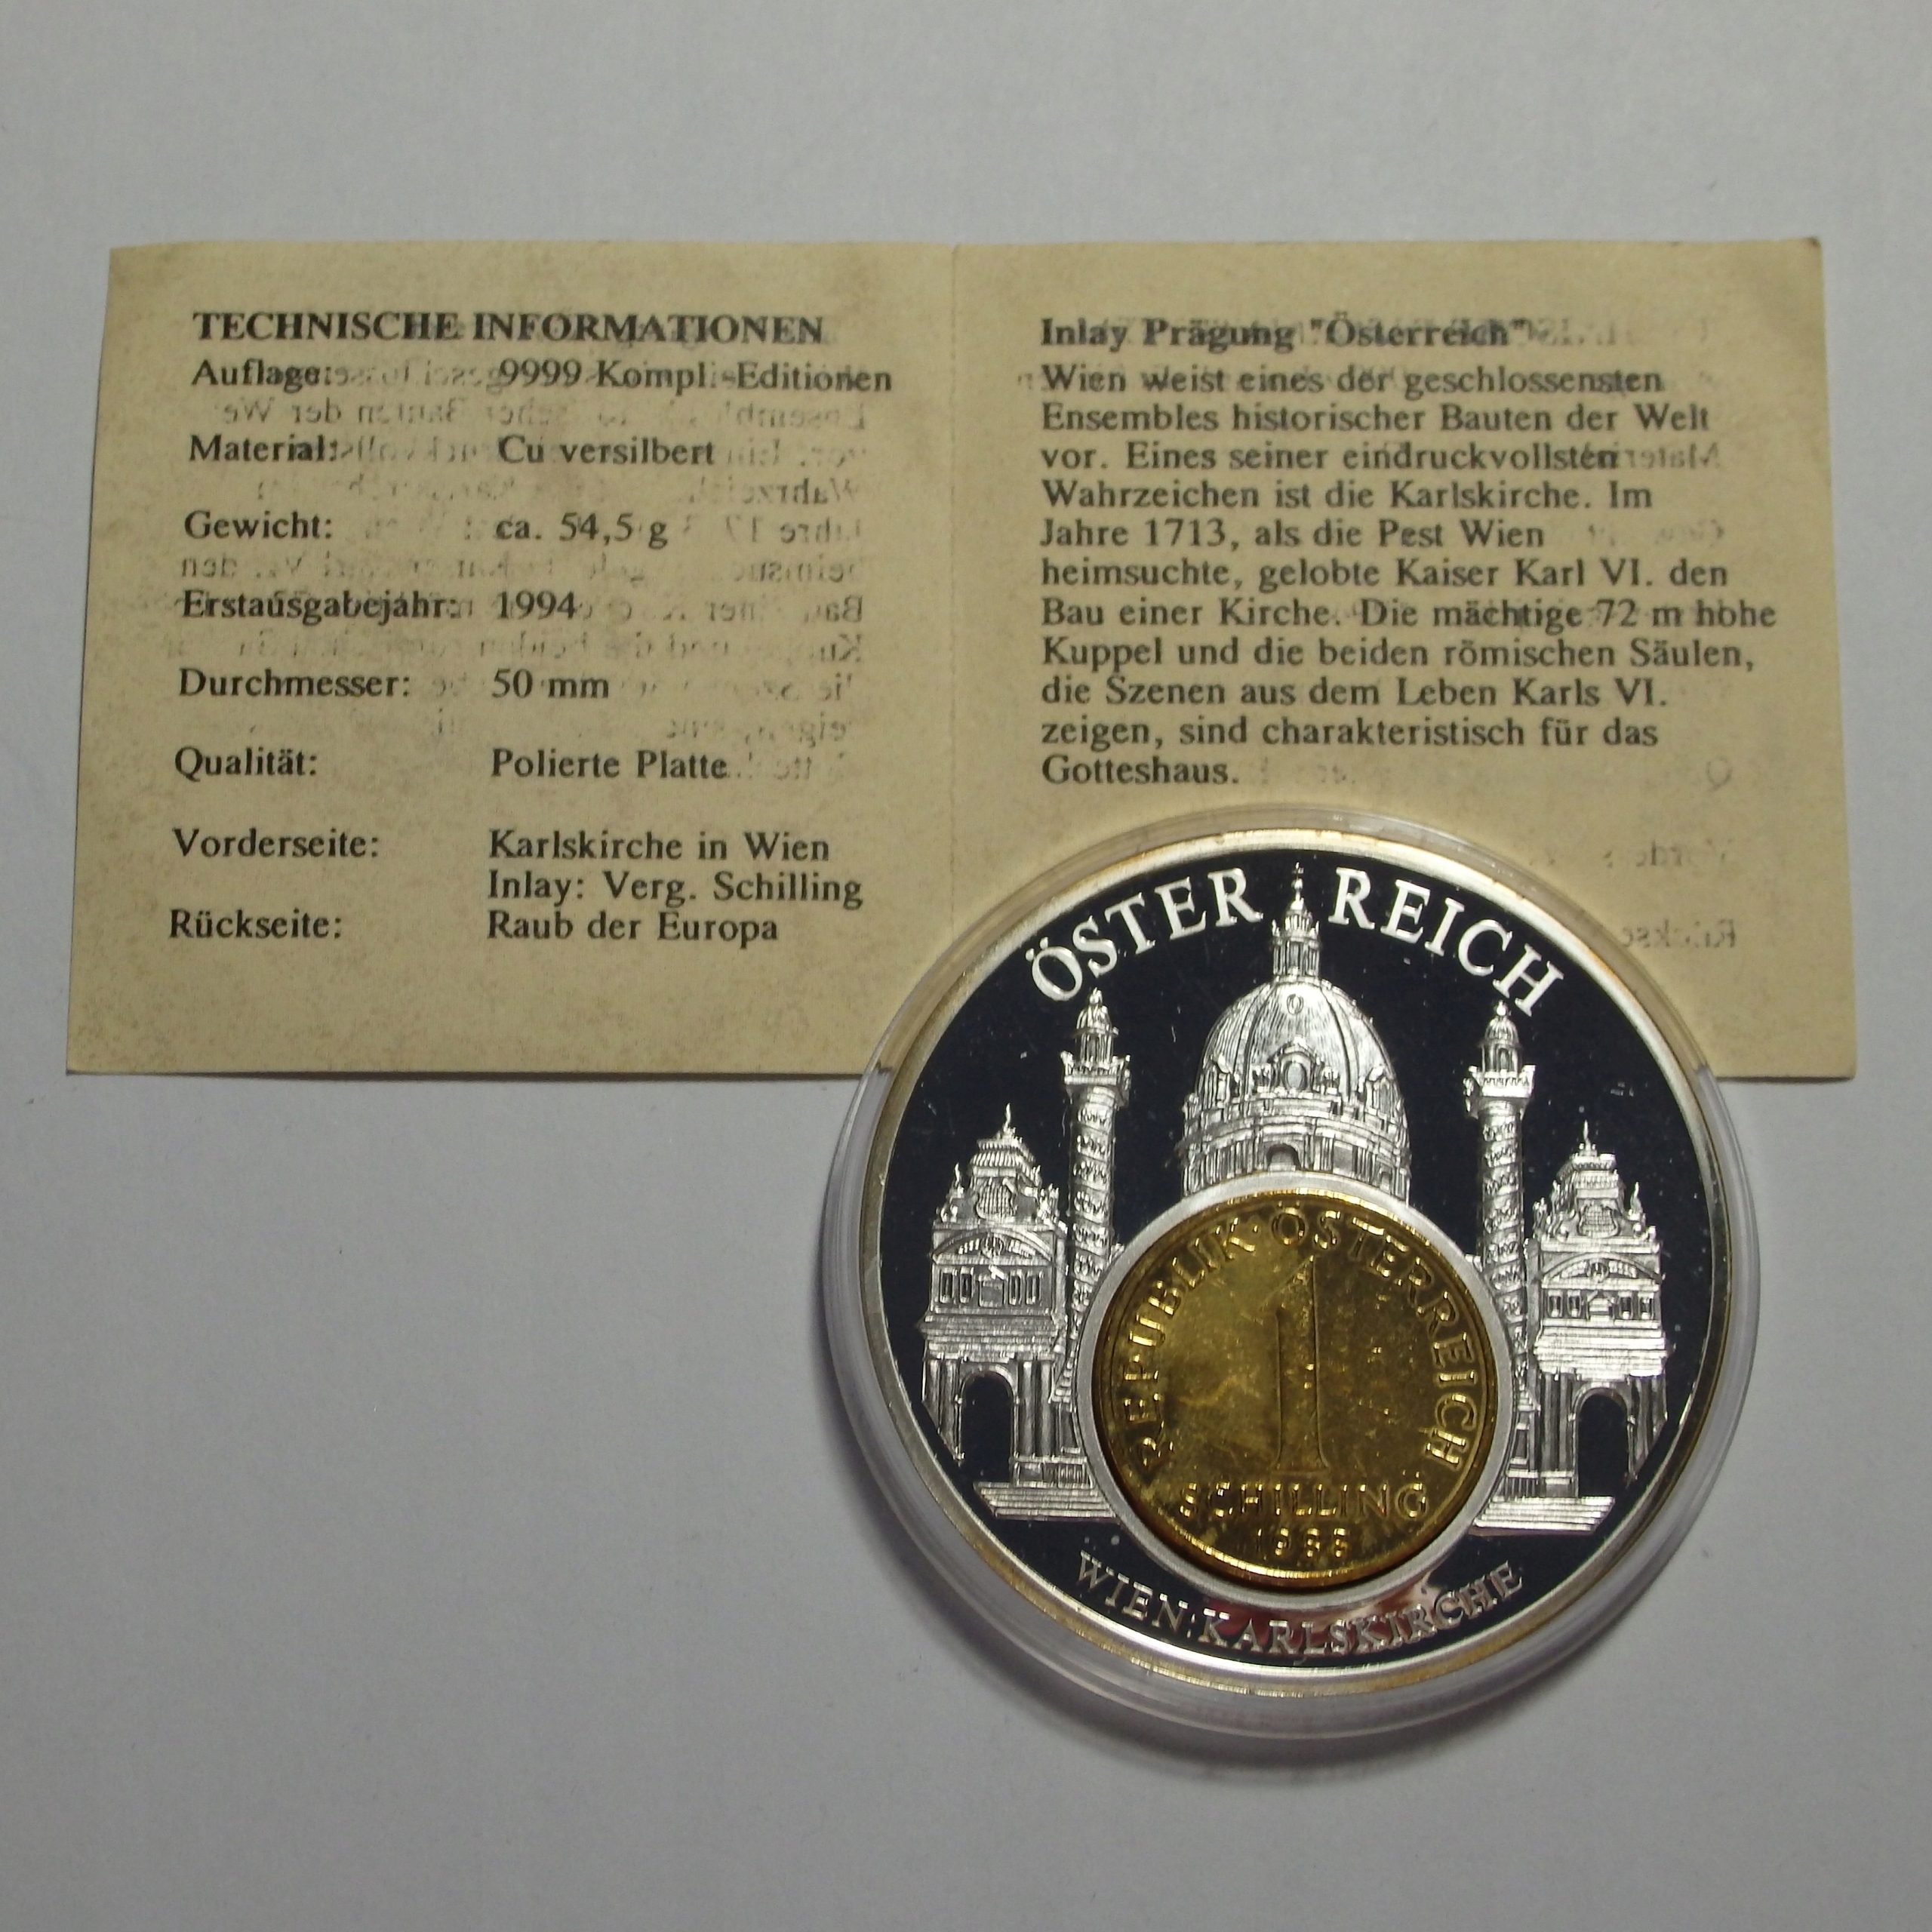 TECHNISCHE INFORMATIONEN
Auflage: 9999 Kompl.-Editionen
Material: Cu versilbert
Gewicht: ca. 54,5 g
Erstausgabejahr: 1994
Durchmesser: 50 mm
Qualität: Polierte Platte
Vorderseite: Karlskirche in Wien
Inlay: Verg. Schilling
Rückseite: Raub der Europa
Inlay Prägung "Österreich"
Wien weist eines der geschlossensten
Ensembles historischer Bauten der Welt
vor. Eines seiner eindruckvollsten
Wahrzeichen ist die Karlskirche. Im
Jahre 1713, als die Pest Wien
heimsuchte, gelobte Kaiser Karl VI. den
Bau einer Kirche. Die mächtige 72 m hohe
Kuppel und die beiden römischen Säulen,
die Szenen aus dem Leben Karls VI.
zeigen, sind charakteristisch für das
Gotteshaus.
ÖSTER REICH
REPUBLIK·ÖSTERREICH
1
SCHILLING
WIEN·KARLSKIRCHE